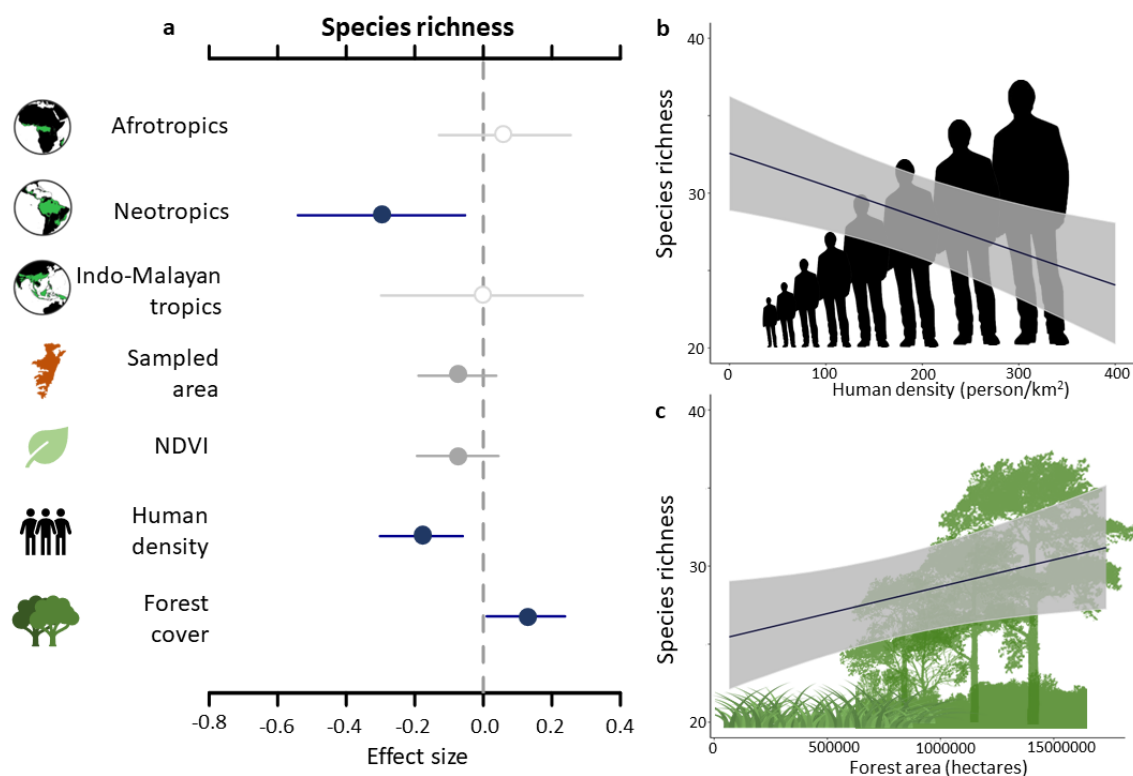 a
Species richness
-0.8 -0.6 -0.4 -0.2 0.0 0.2 0.4
Effect size
Afrotropics
Neotropics
Indo-Malayan
tropics
Sampled
area
NDVI
Human
density
Forest
cover
b
Species richness
40
30
20
0 100 200 300 400
Human density (person/km²)
c
Species richness
40
30
20
0 500000 1000000 15000000
Forest area (hectares)